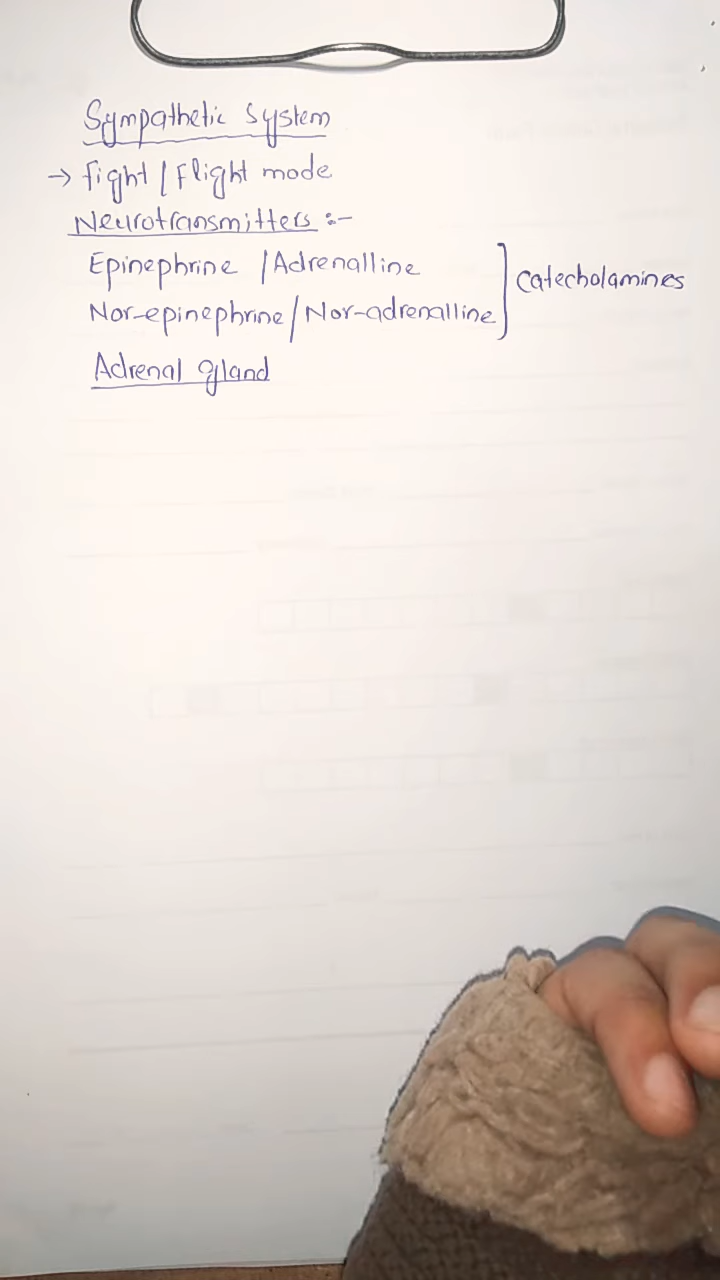 Sympathetic System
→ fight / Flight mode
Neurotransmitters :-
Epinephrine / Adrenalline
Nor-epinephrine / Nor-adrenalline
Catecholamines
Adrenal gland